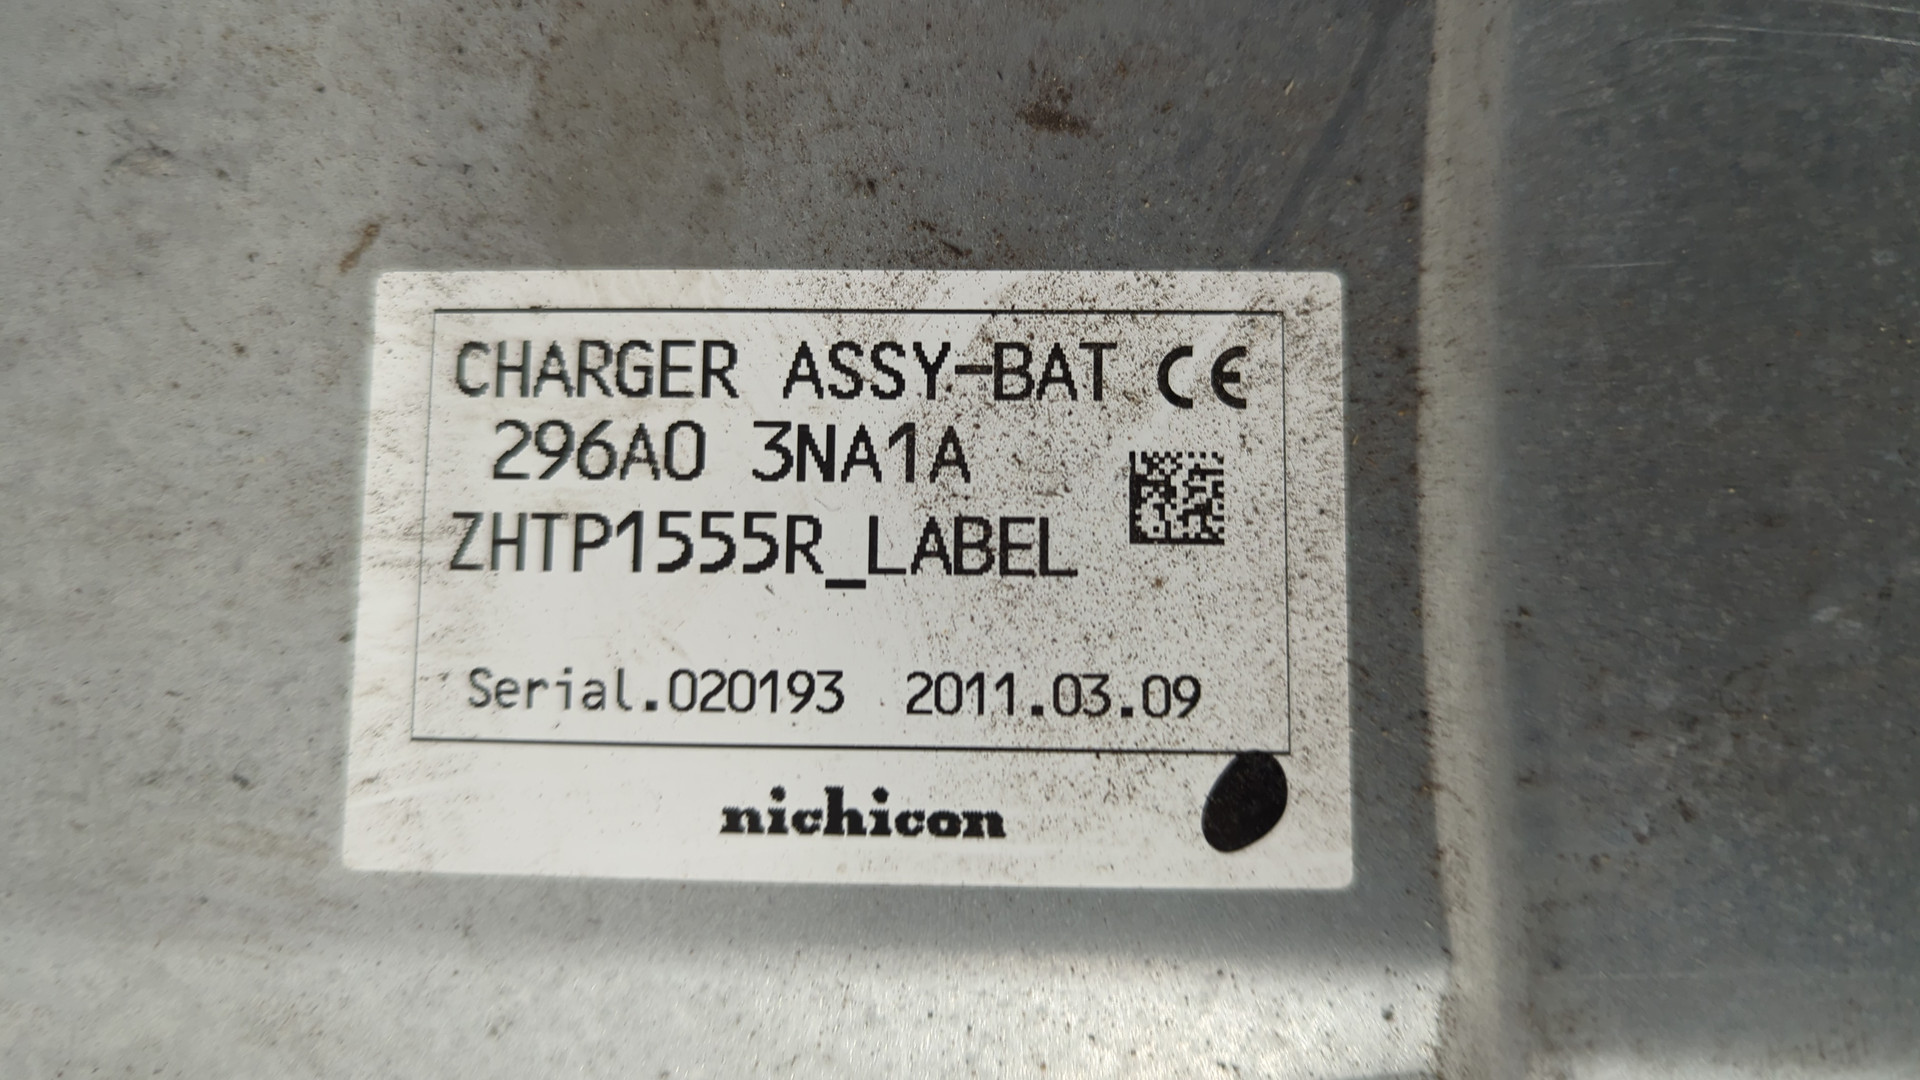 CHARGER ASSY-BAT CE
296A0 3NA1A
ZHTP1555R_LABEL
Serial.020193 2011.03.09
nichicon